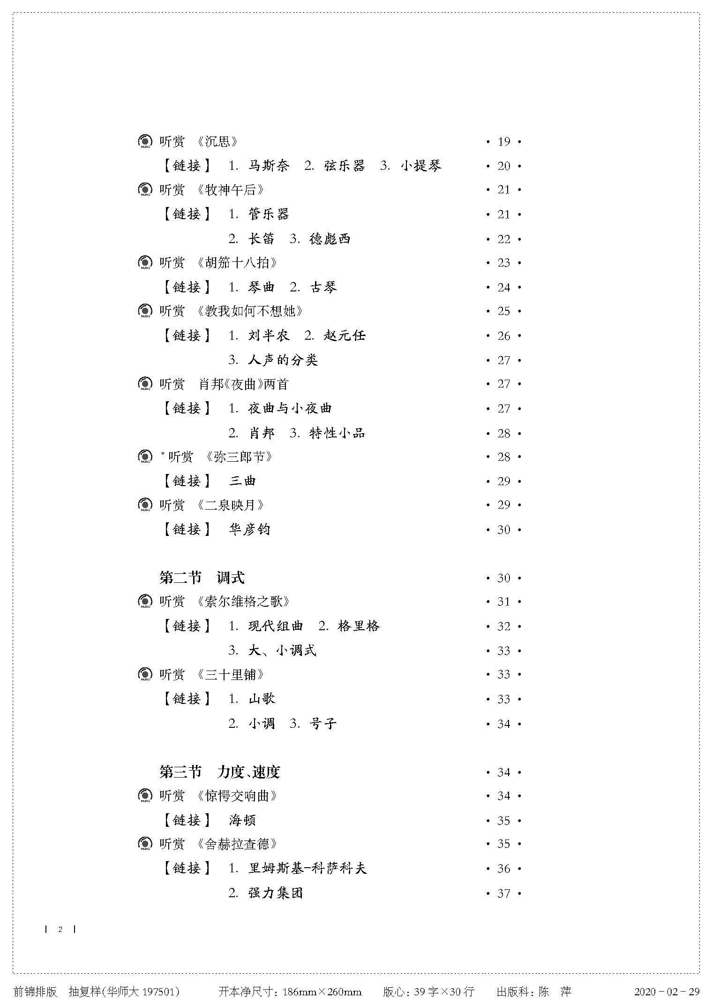 MUSIC 听赏 《沉思》 · 19 ·
【链接】 1. 马斯奈 2. 弦乐器 3. 小提琴 · 20 ·
MUSIC 听赏 《牧神午后》 · 21 ·
【链接】 1. 管乐器 · 21 ·
2. 长笛 3. 德彪西 · 22 ·
MUSIC 听赏 《胡笳十八拍》 · 23 ·
【链接】 1. 琴曲 2. 古琴 · 24 ·
MUSIC 听赏 《教我如何不想她》 · 25 ·
【链接】 1. 刘半农 2. 赵元任 · 26 ·
3. 人声的分类 · 27 ·
MUSIC 听赏 肖邦《夜曲》两首 · 27 ·
【链接】 1. 夜曲与小夜曲 · 27 ·
2. 肖邦 3. 特性小品 · 28 ·
MUSIC *听赏 《弥三郎节》 · 28 ·
【链接】 三曲 · 29 ·
MUSIC 听赏 《二泉映月》 · 29 ·
【链接】 华彦钧 · 30 ·
第二节 调式 · 30 ·
MUSIC 听赏 《索尔维格之歌》 · 31 ·
【链接】 1. 现代组曲 2. 格里格 · 32 ·
3. 大、小调式 · 33 ·
MUSIC 听赏 《三十里铺》 · 33 ·
【链接】 1. 山歌 · 33 ·
2. 小调 3. 号子 · 34 ·
第三节 力度、速度 · 34 ·
MUSIC 听赏 《惊愕交响曲》 · 34 ·
【链接】 海顿 · 35 ·
MUSIC 听赏 《舍赫拉查德》 · 35 ·
【链接】 1. 里姆斯基-科萨科夫 · 36 ·
2. 强力集团 · 37 ·
2
前锦排版 抽复样(华师大 197501) 开本净尺寸: 186mm×260mm 版心: 39 字×30 行 出版科: 陈 萍 2020-02-29